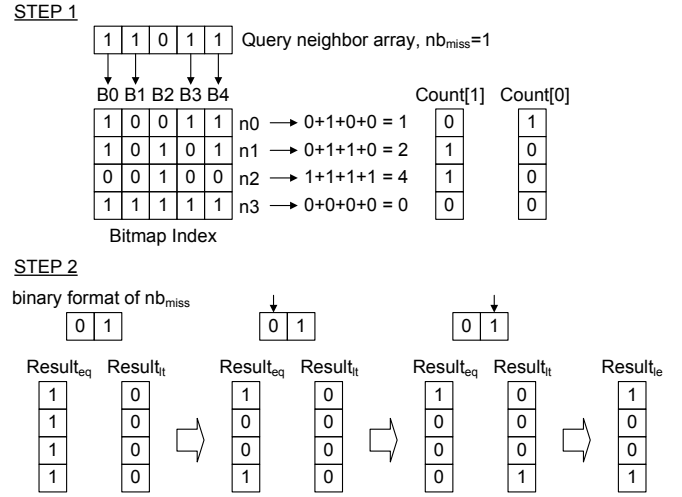 STEP 1
1 1 0 1 1 Query neighbor array, nbmiss=1
B0 B1 B2 B3 B4 Count[1] Count[0]
1 0 0 1 1 n0 → 0+1+0+0 = 1 0 1
1 0 1 0 1 n1 → 0+1+1+0 = 2 1 0
0 0 1 0 0 n2 → 1+1+1+1 = 4 1 0
1 1 1 1 1 n3 → 0+0+0+0 = 0 0 0
Bitmap Index
STEP 2
binary format of nbmiss
0 1 0 1 0 1
Resulteq Resultlt Resulteq Resultlt Resulteq Resultlt Resultle
1 0 1 0 1 0 1
1 0 0 0 0 0 0
1 0 0 0 0 0 0
1 0 1 0 0 1 1